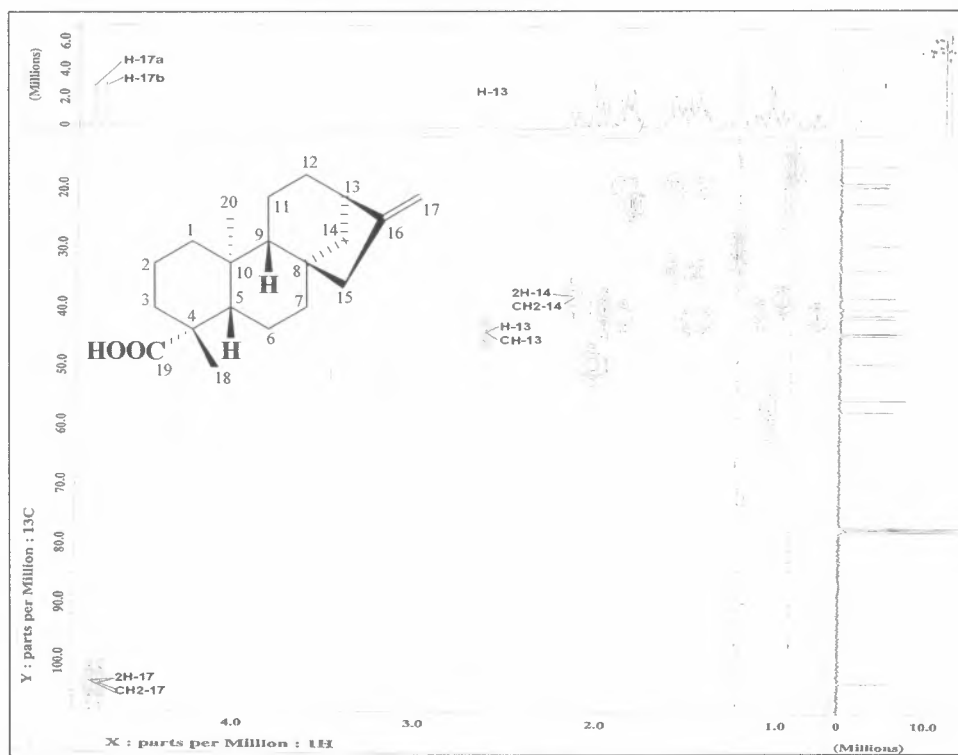 (Millions)
6.0
4.0
2.0
0
H-17a
H-17b
H-13
12
13
17
11
20
14
16
1
9
2
10
8
H
15
3
5
7
4
6
H
HOOC
19
18
2H-14
CH2-14
H-13
CH-13
2H-17
CH2-17
Y : parts per Million : 13C
20.0
30.0
40.0
50.0
60.0
70.0
80.0
90.0
100.0
4.0
3.0
2.0
1.0
0
10.0
X : parts per Million : 1H
(Millions)